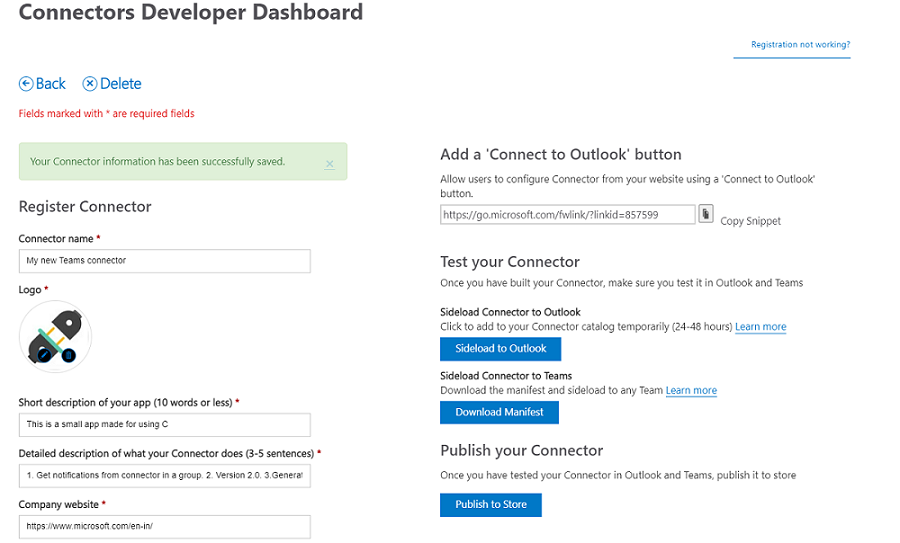 Connectors Developer Dashboard
Registration not working?
Back Delete
Fields marked with * are required fields
Your Connector information has been successfully saved.
Register Connector
Connector name *
My new Teams connector
Logo *
Short description of your app (10 words or less) *
This is a small app made for using C
Detailed description of what your Connector does (3-5 sentences) *
1. Get notifications from connector in a group. 2. Version 2.0. 3.General
Company website *
https://www.microsoft.com/en-in/
Add a 'Connect to Outlook' button
Allow users to configure Connector from your website using a 'Connect to Outlook'
button.
https://go.microsoft.com/fwlink/?linkid=857599
Copy Snippet
Test your Connector
Once you have built your Connector, make sure you test it in Outlook and Teams
Sideload Connector to Outlook
Click to add to your Connector catalog temporarily (24-48 hours) Learn more
Sideload to Outlook
Sideload Connector to Teams
Download the manifest and sideload to any Team Learn more
Download Manifest
Publish your Connector
Once you have tested your Connector in Outlook and Teams, publish it to store
Publish to Store